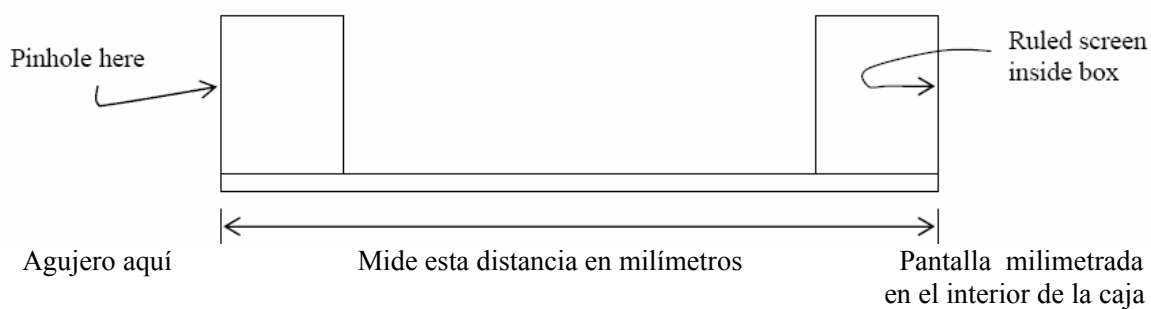 Pinhole here
Ruled screen
inside box
Agujero aquí
Mide esta distancia en milímetros
Pantalla milimetrada
en el interior de la caja